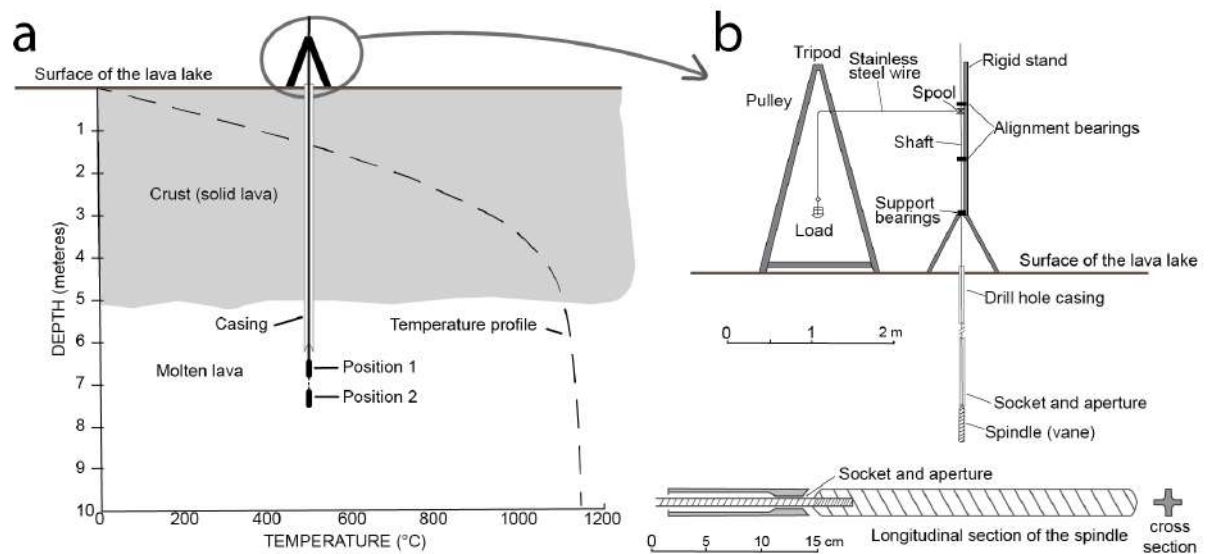 a
Surface of the lava lake
1
2
3
4
5
6
7
8
9
10
DEPTH (meteres)
Crust (solid lava)
Casing
Temperature profile
Molten lava
Position 1
Position 2
0
200
400
600
800
1000
1200
TEMPERATURE (°C)
b
Tripod
Stainless
steel wire
Rigid stand
Pulley
Spool
Alignment bearings
Shaft
Support
bearings
Load
Surface of the lava lake
Drill hole casing
0
1
2 m
Socket and aperture
Spindle (vane)
Socket and aperture
Longitudinal section of the spindle
0
5
10
15 cm
cross
section